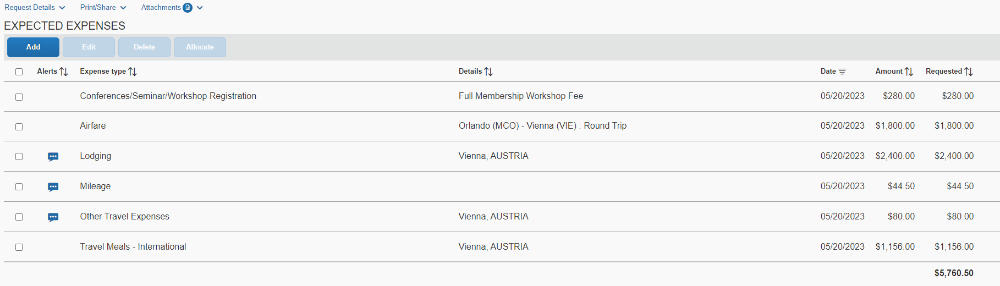 Request Details Print/Share Attachments
EXPECTED EXPENSES
Add Edit Delete Allocate
Alerts Expense type Details Date Amount Requested
Conferences/Seminar/Workshop Registration Full Membership Workshop Fee 05/20/2023 $280.00 $280.00
Airfare Orlando (MCO) - Vienna (VIE) : Round Trip 05/20/2023 $1,800.00 $1,800.00
Lodging Vienna, AUSTRIA 05/20/2023 $2,400.00 $2,400.00
Mileage 05/20/2023 $44.50 $44.50
Other Travel Expenses Vienna, AUSTRIA 05/20/2023 $80.00 $80.00
Travel Meals - International Vienna, AUSTRIA 05/20/2023 $1,156.00 $1,156.00
$5,760.50